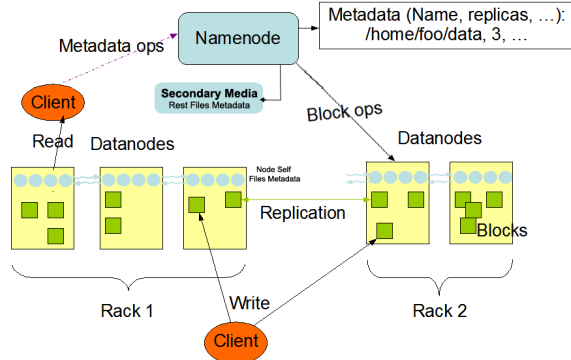 Metadata (Name, replicas, …):
/home/foo/data, 3, …
Namenode
Metadata ops
Secondary Media
Rest Files Metadata
Client
Block ops
Read
Datanodes
Datanodes
Node Self
Files Metadata
Replication
Blocks
Rack 1
Write
Rack 2
Client